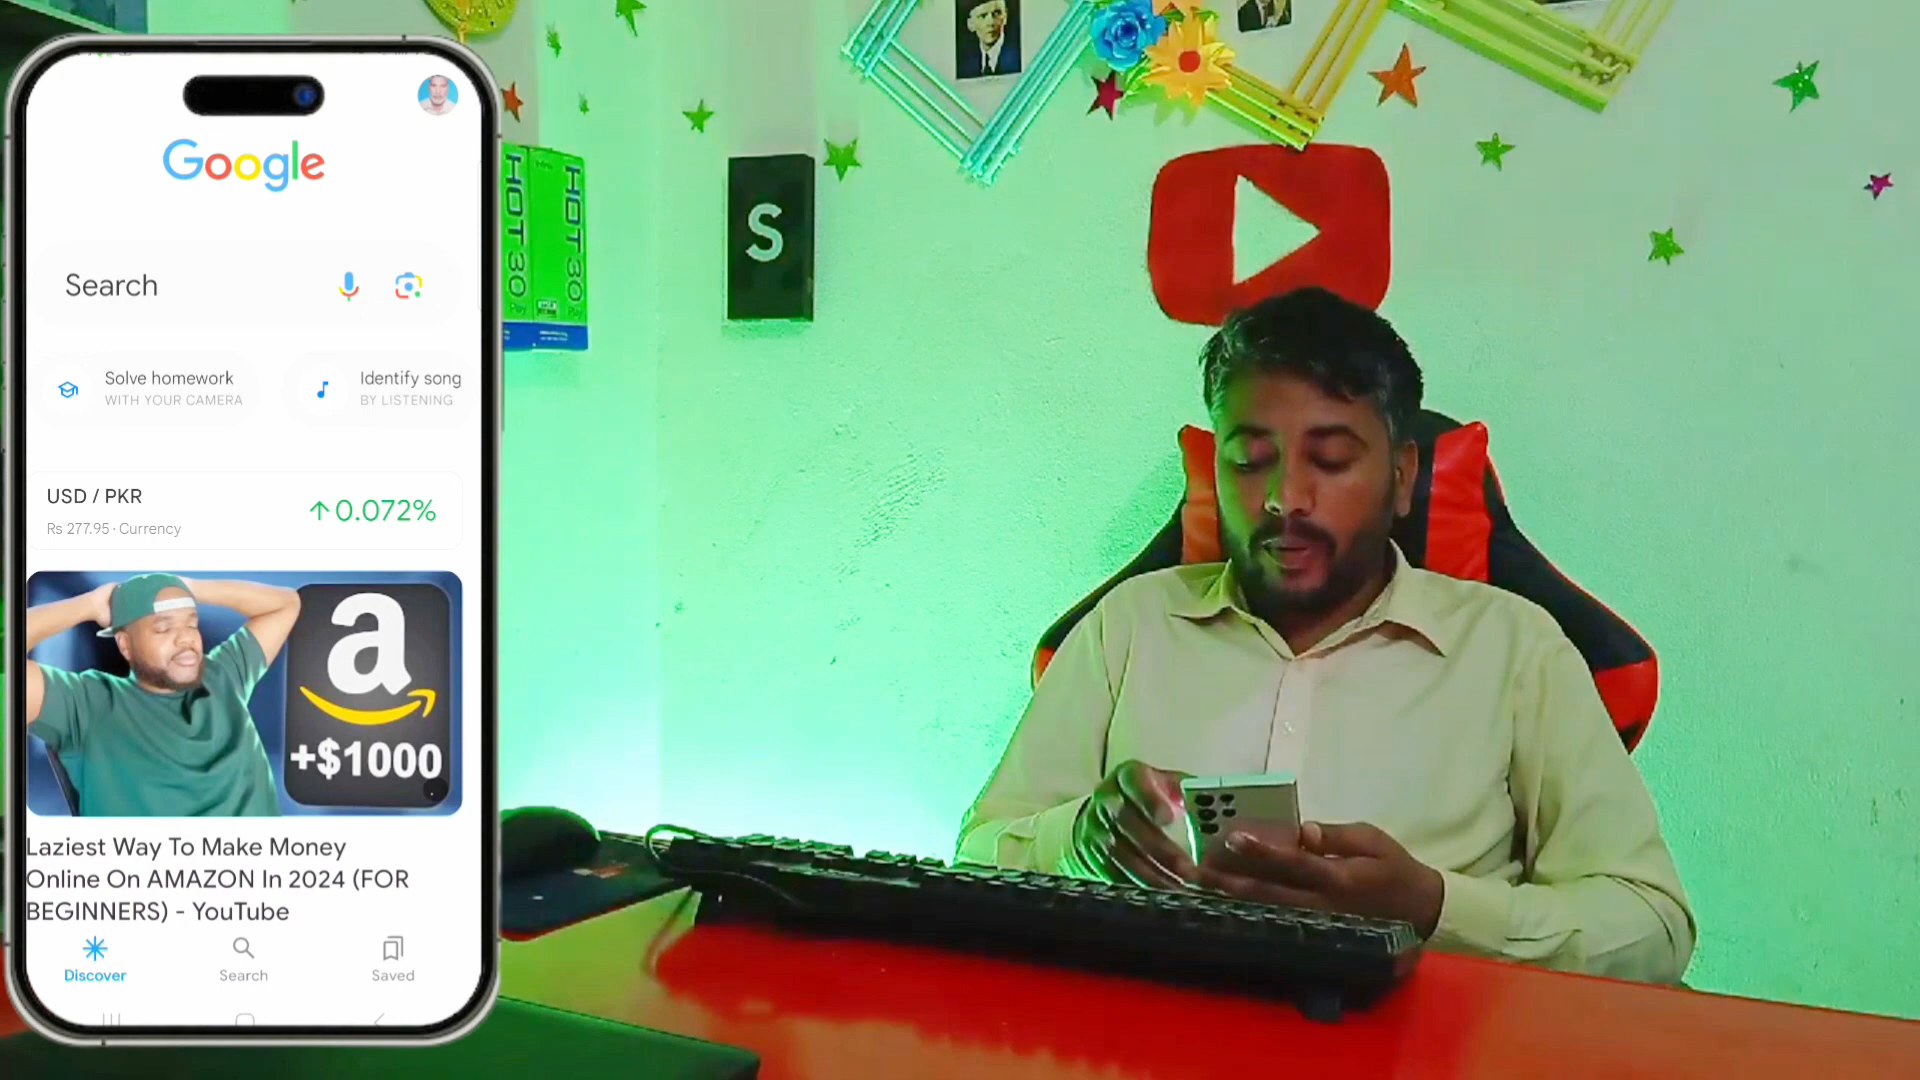 Google
Search
Solve homework
WITH YOUR CAMERA
Identify song
BY LISTENING
USD / PKR
Rs 277.95 · Currency
↑0.072%
a
+$1000
Laziest Way To Make Money
Online On AMAZON In 2024 (FOR
BEGINNERS) - YouTube
Discover
Search
Saved
HOT 30
Play
HOT 30
Play
S